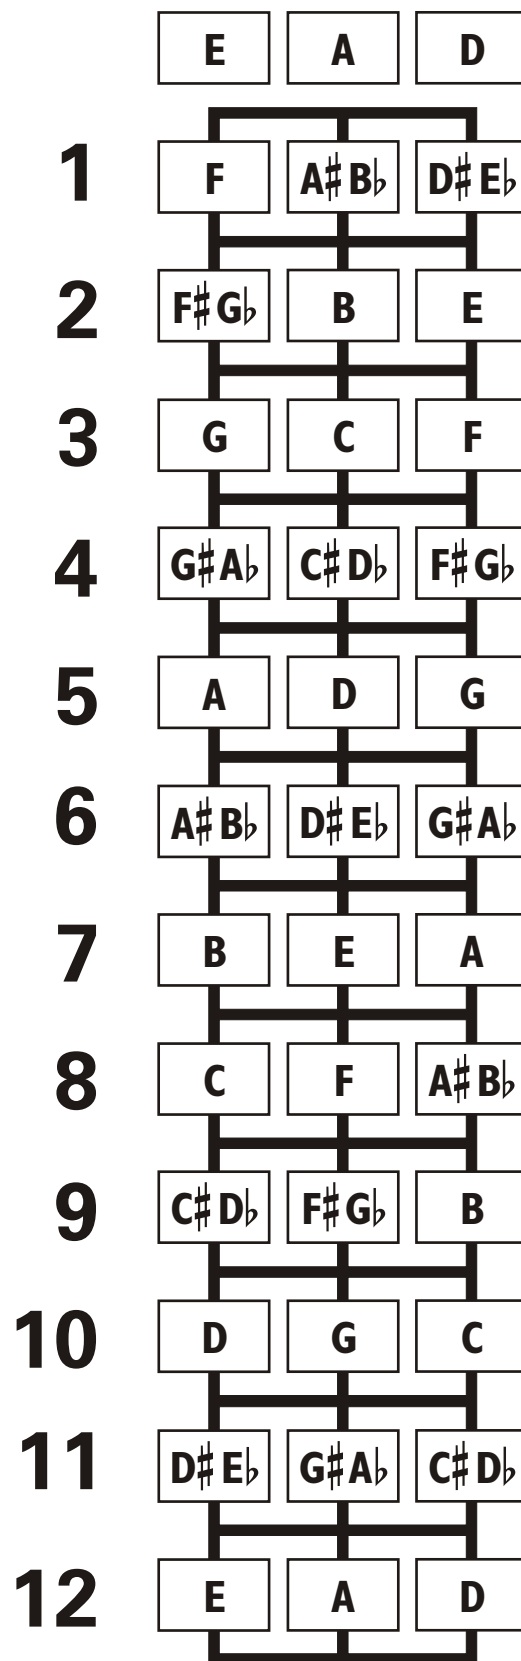 E A D
1 F A♯B♭ D♯E♭
2 F♯G♭ B E
3 G C F
4 G♯A♭ C♯D♭ F♯G♭
5 A D G
6 A♯B♭ D♯E♭ G♯A♭
7 B E A
8 C F A♯B♭
9 C♯D♭ F♯G♭ B
10 D G C
11 D♯E♭ G♯A♭ C♯D♭
12 E A D